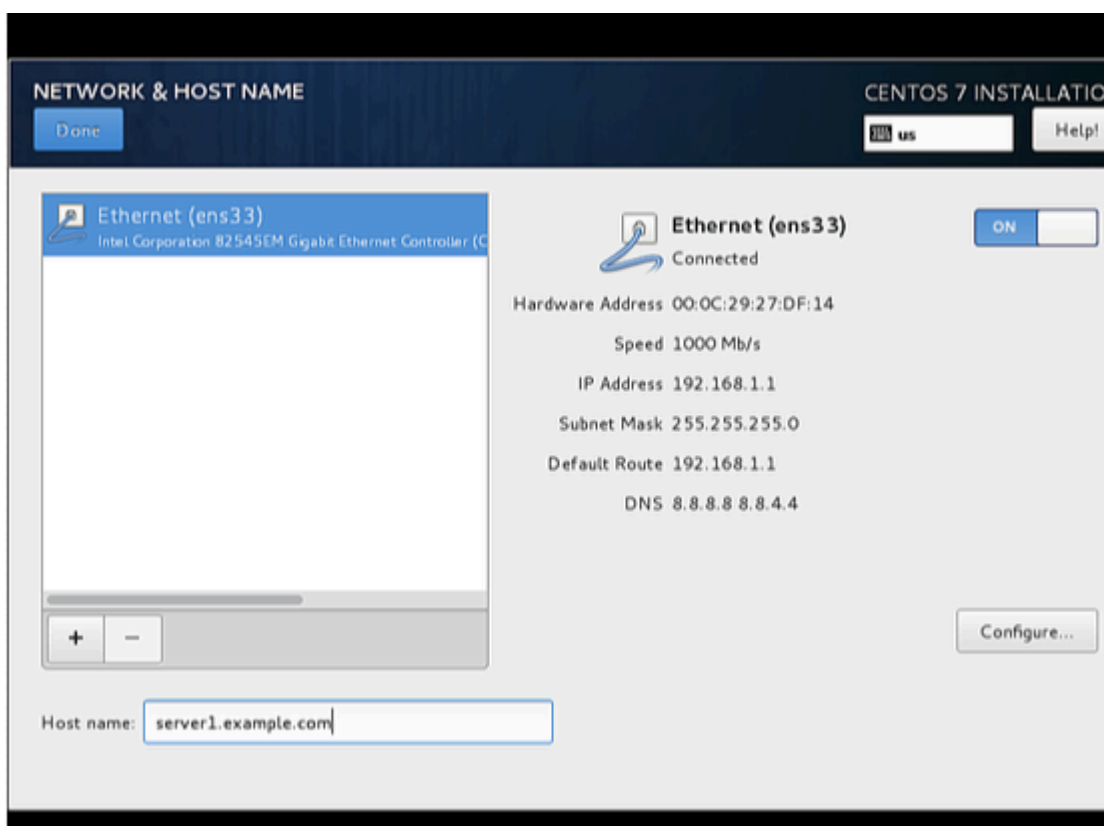 NETWORK & HOST NAME
CENTOS 7 INSTALLATIO
Done
us
Help!
Ethernet (ens33)
Intel Corporation 82545EM Gigabit Ethernet Controller (C
Ethernet (ens33)
ON
Connected
Hardware Address 00:0C:29:27:DF:14
Speed 1000 Mb/s
IP Address 192.168.1.1
Subnet Mask 255.255.255.0
Default Route 192.168.1.1
DNS 8.8.8.8 8.8.4.4
+ −
Configure...
Host name: server1.example.com